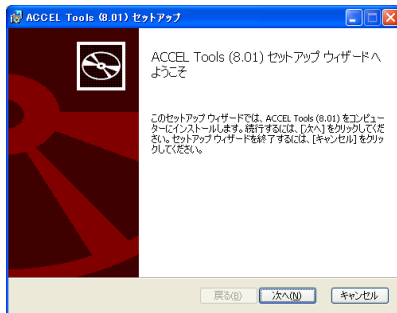 ACCEL Tools (8.01) セットアップ
ACCEL Tools (8.01) セットアップ ウィザードへ
ようこそ
このセットアップ ウィザードでは、ACCEL Tools (8.01) をコンピュー
ターにインストールします。続行するには、[次へ] をクリックしてくだ
さい。セットアップ ウィザードを終了するには、[キャンセル] をクリッ
クしてください。
戻る(B) 次へ(N) キャンセル